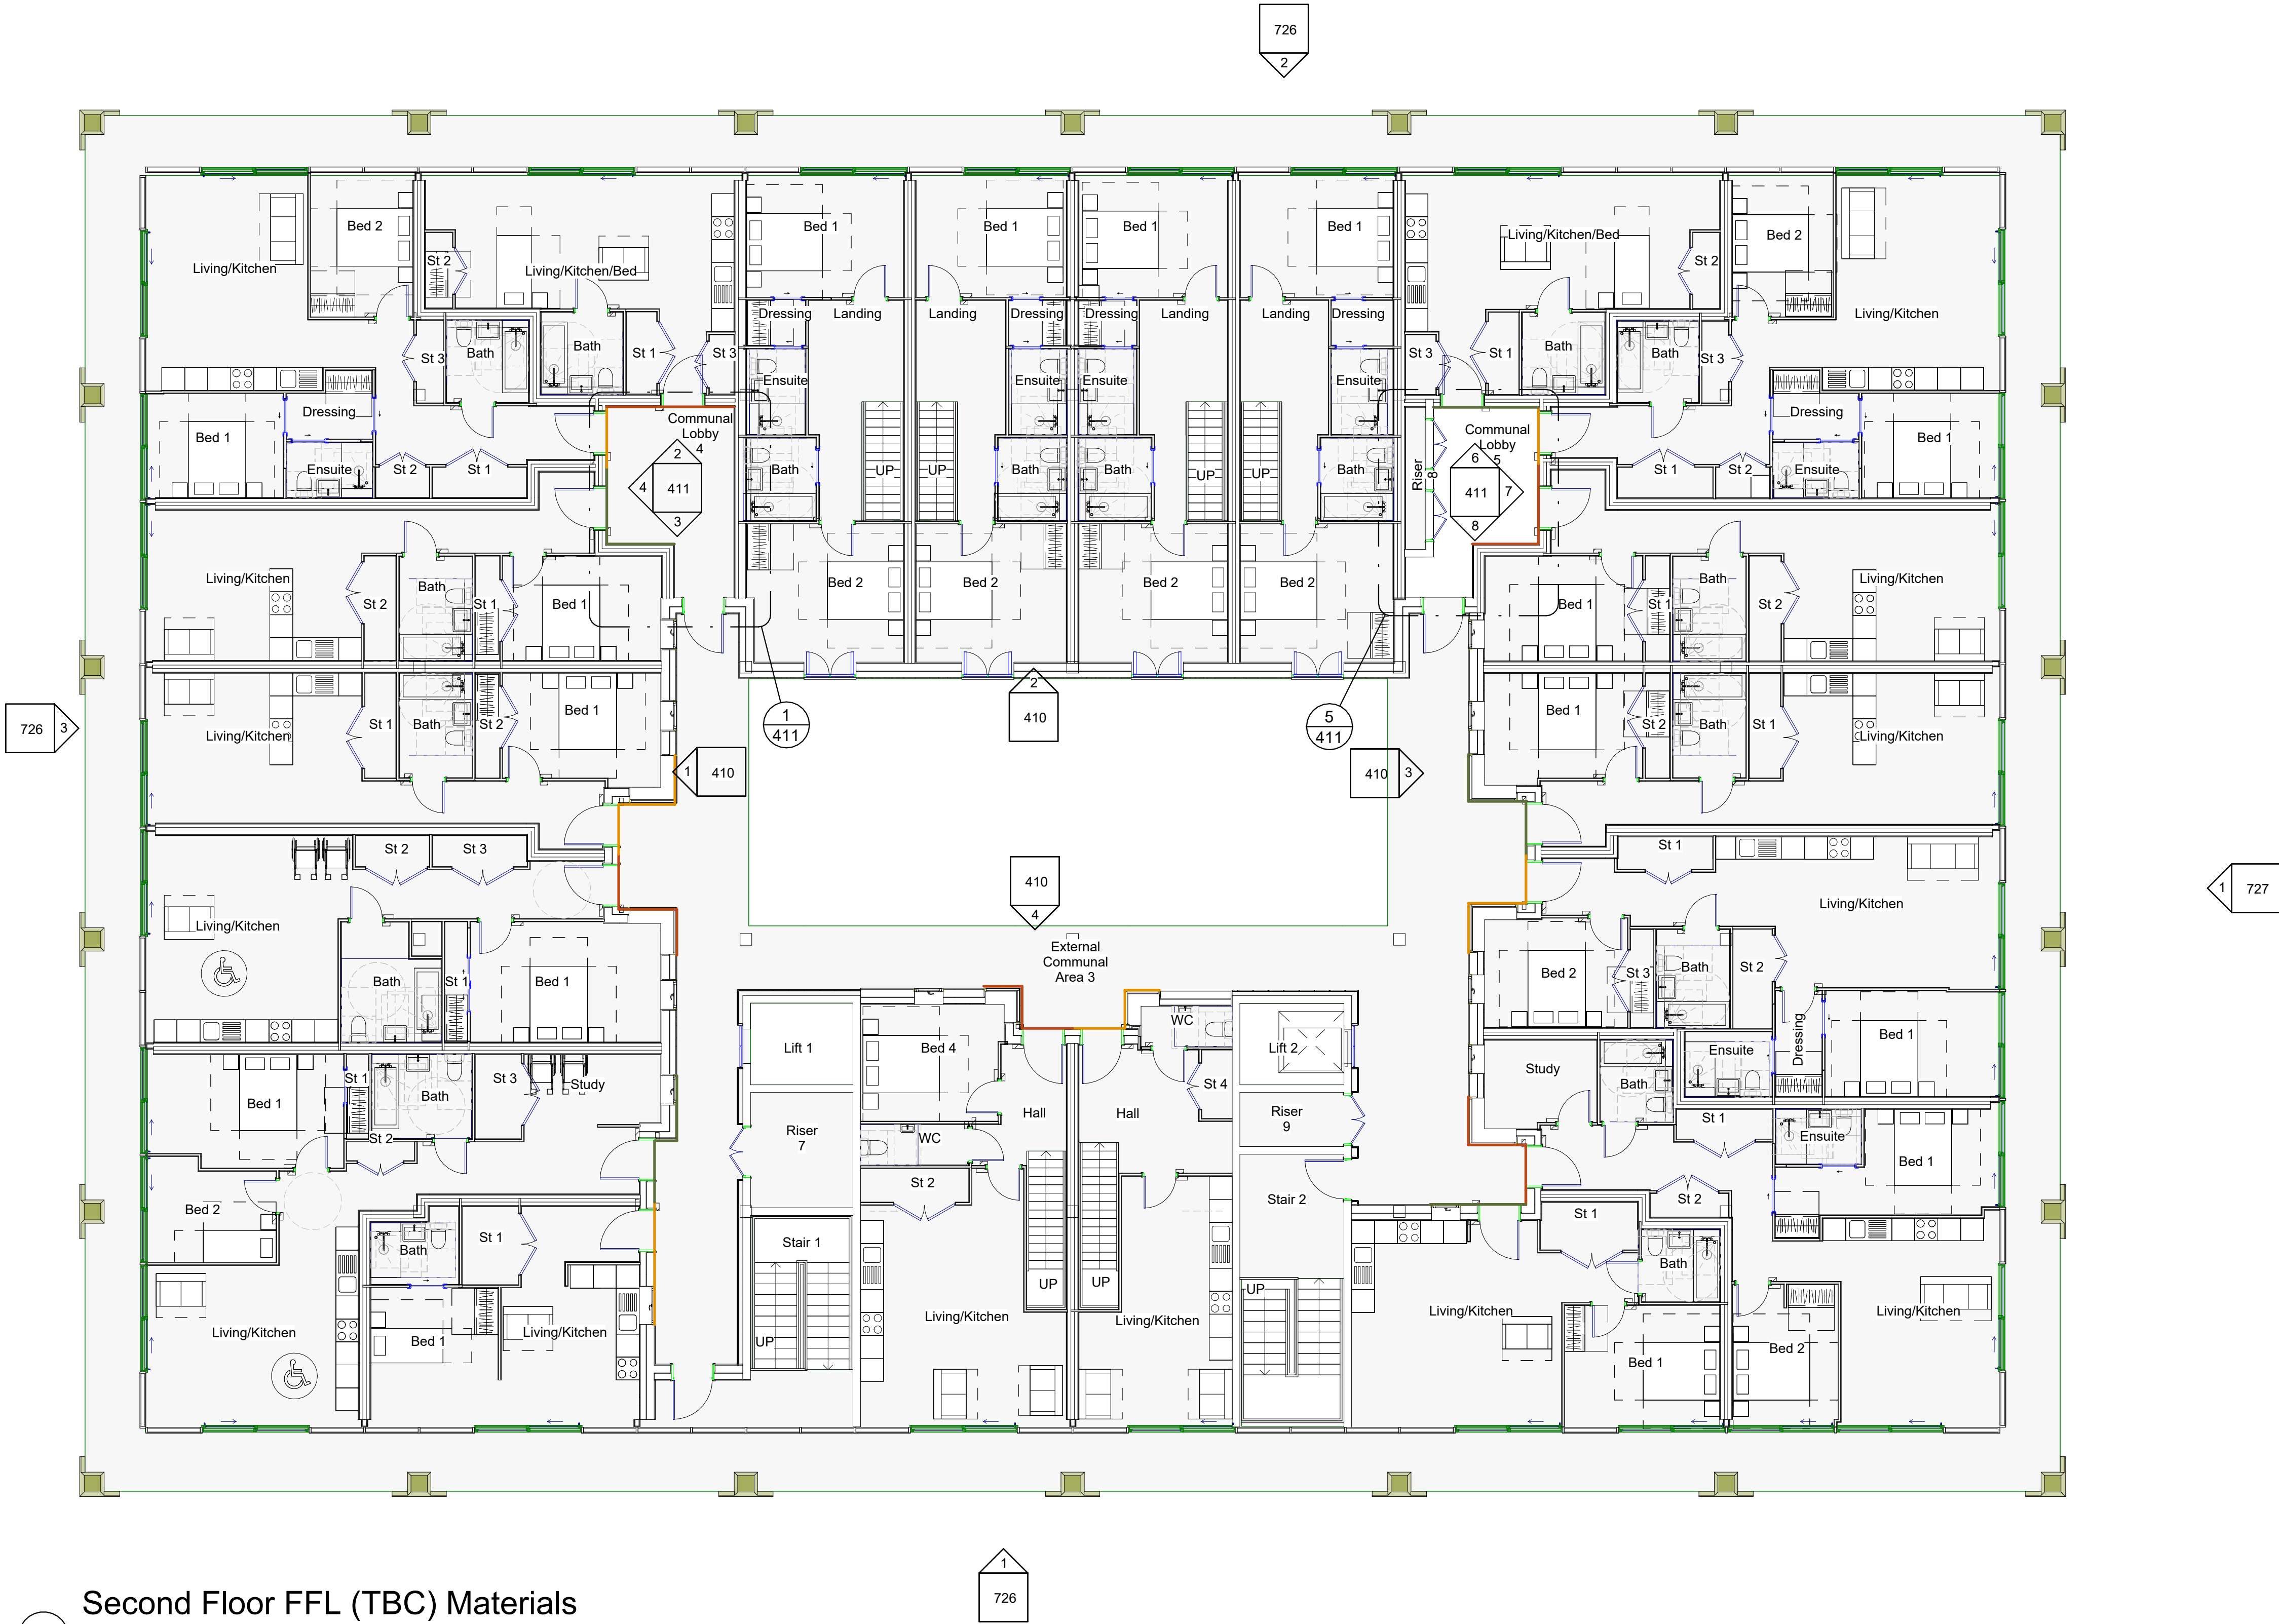 726
2
Living/Kitchen
Bed 2
St 2
Living/Kitchen/Bed
Bed 1
Bed 1
Bed 1
Bed 1
Living/Kitchen/Bed
St 2
Bed 2
Living/Kitchen
Dressing
Landing
Landing
Dressing
Dressing
Landing
Landing
Dressing
St 3
Bath
Bath
St 1
St 3
Ensuite
Ensuite
Ensuite
Ensuite
St 3
St 1
Bath
Bath
St 3
Bed 1
Dressing
Ensuite
St 2
St 1
Communal
Lobby
4
2
4
411
3
Bath
UP
UP
Bath
Bath
UP
UP
Bath
Riser
8
Communal
Lobby
5
6
411
7
8
St 1
St 2
Dressing
Ensuite
Bed 1
Living/Kitchen
St 2
Bath
St 1
Bed 1
Bed 2
Bed 2
Bed 2
Bed 2
Bed 1
St 1
Bath
St 2
Living/Kitchen
726
3
Living/Kitchen
St 1
Bath
St 2
Bed 1
1
411
2
410
5
411
Bed 1
St 2
Bath
St 1
Living/Kitchen
1
410
410
3
St 2
St 3
Living/Kitchen
Bath
St 1
Bed 1
410
4
External
Communal
Area 3
St 1
Living/Kitchen
Bed 2
St 3
Bath
St 2
Dressing
Bed 1
1
727
Bed 1
St 1
Bath
St 3
Study
St 2
Bed 2
Lift 1
Bed 4
WC
Lift 2
Hall
Hall
St 4
Riser
7
WC
Riser
9
St 2
Stair 2
Study
Bath
Ensuite
St 1
Ensuite
Bed 1
St 2
Bath
St 1
Living/Kitchen
Bed 1
Living/Kitchen
Stair 1
UP
UP
UP
UP
Living/Kitchen
Living/Kitchen
Living/Kitchen
St 1
Bath
Bed 1
Bed 2
Living/Kitchen
1
726
Second Floor FFL (TBC) Materials